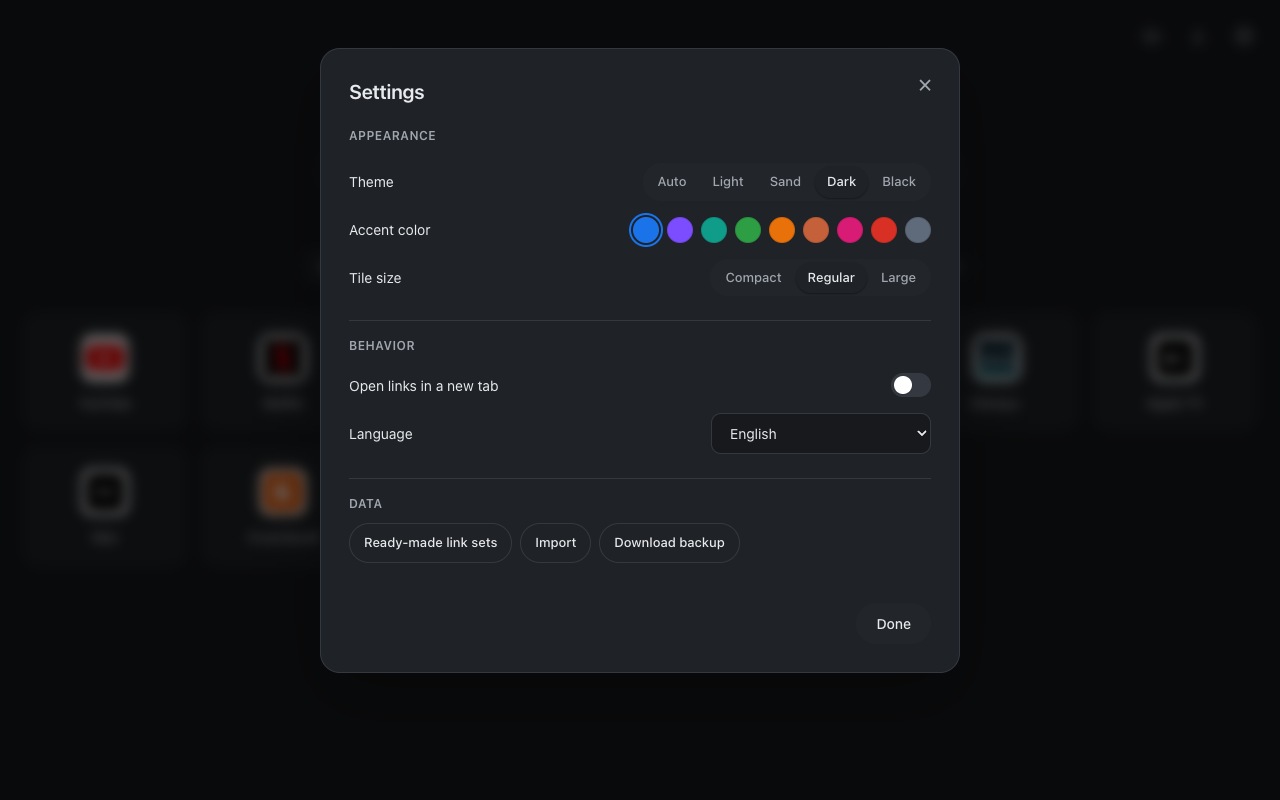 Settings
APPEARANCE
Theme
Auto Light Sand Dark Black
Accent color
Tile size
Compact Regular Large
BEHAVIOR
Open links in a new tab
Language
English
DATA
Ready-made link sets Import Download backup
Done